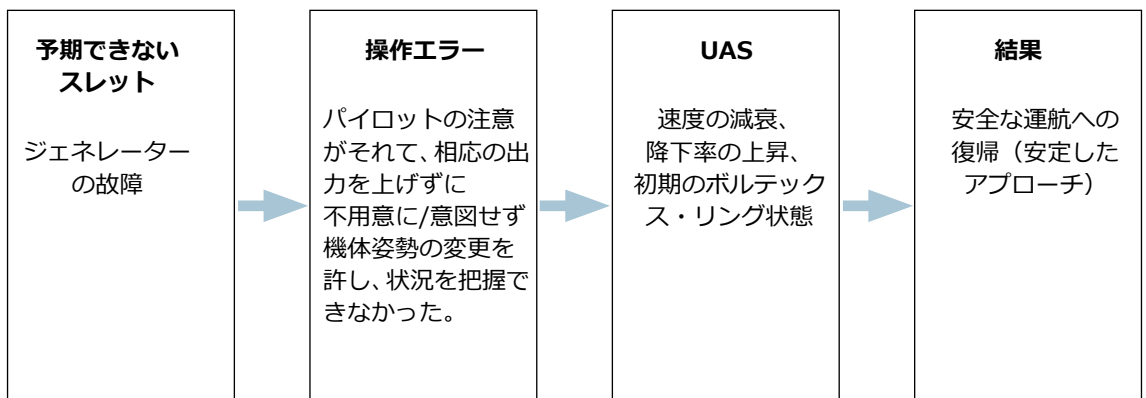 予期できない
スレット
ジェネレーター
の故障
操作エラー
パイロットの注意
がそれて、相応の出
力を上げずに
不用意に/意図せず
機体姿勢の変更を
許し、状況を把握で
きなかった。
UAS
速度の減衰、
降下率の上昇、
初期のボルテック
ス・リング状態
結果
安全な運航への
復帰（安定した
アプローチ）